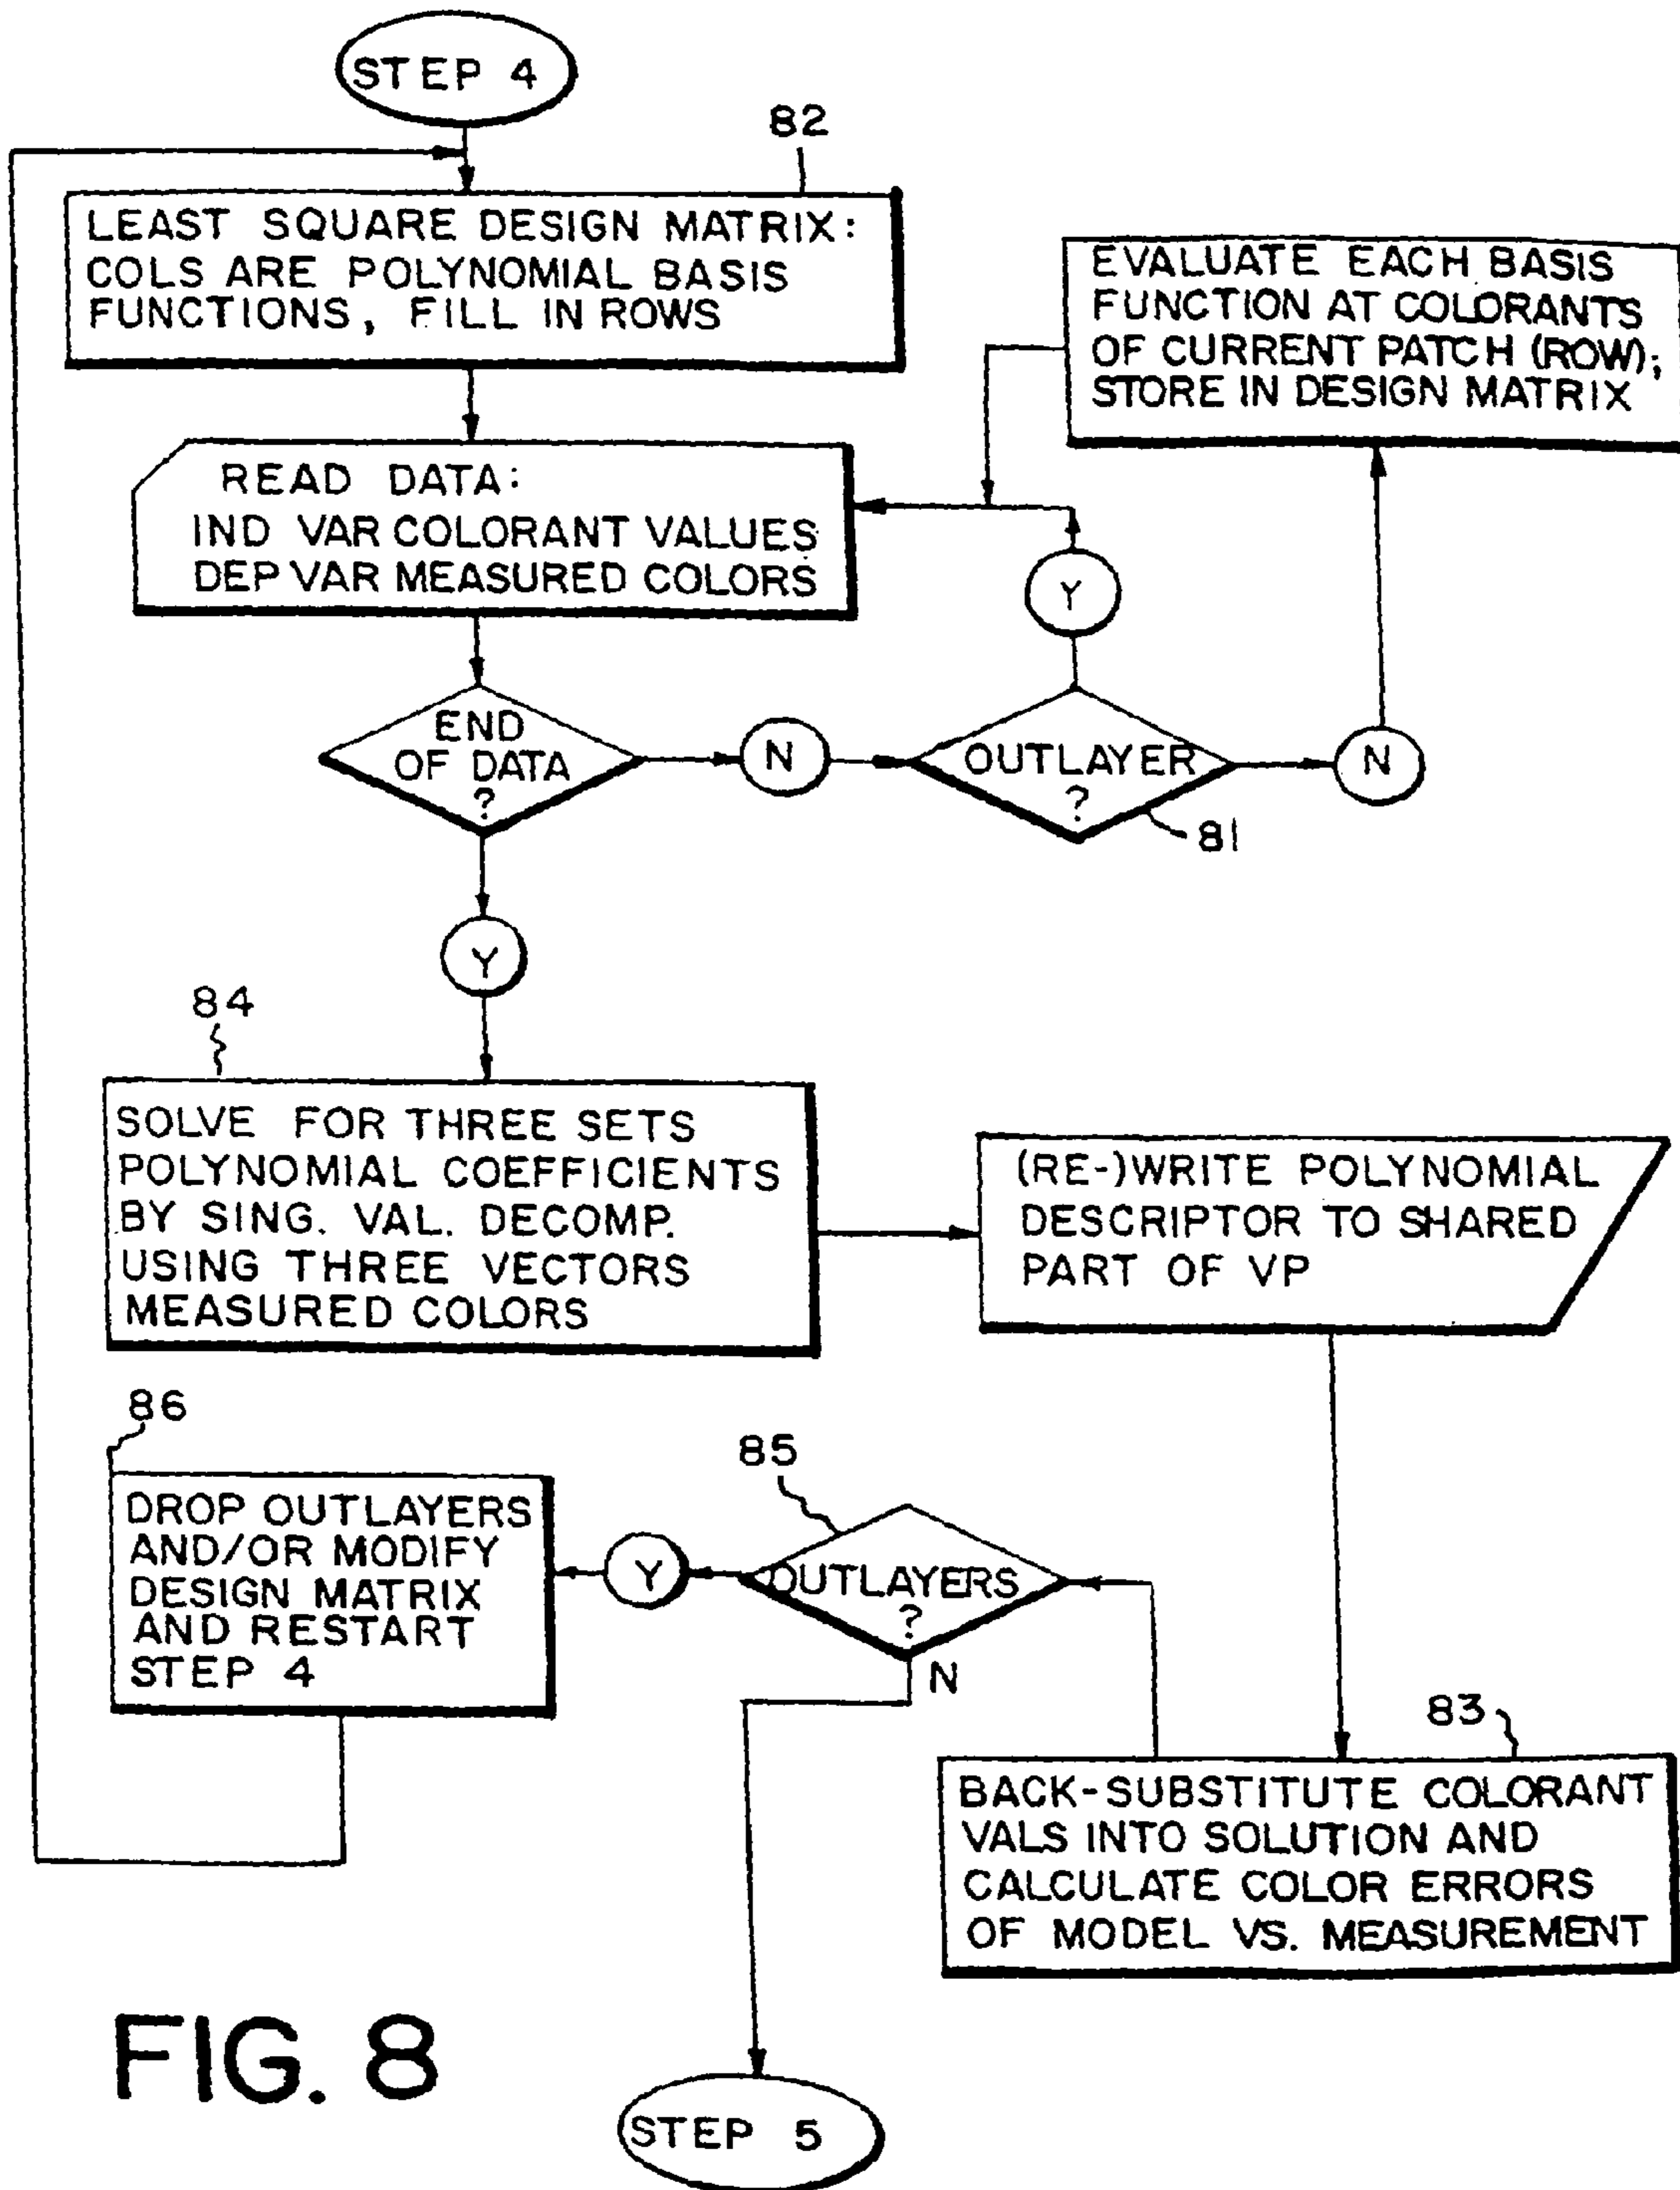 STEP 4
82
LEAST SQUARE DESIGN MATRIX:
COLS ARE POLYNOMIAL BASIS
FUNCTIONS, FILL IN ROWS
EVALUATE EACH BASIS
FUNCTION AT COLORANTS
OF CURRENT PATCH (ROW);
STORE IN DESIGN MATRIX
READ DATA:
IND VAR COLORANT VALUES
DEP VAR MEASURED COLORS
Y
END
OF DATA
?
N
OUTLAYER
?
N
81
Y
84
SOLVE FOR THREE SETS
POLYNOMIAL COEFFICIENTS
BY SING. VAL. DECOMP.
USING THREE VECTORS
MEASURED COLORS
(RE-)WRITE POLYNOMIAL
DESCRIPTOR TO SHARED
PART OF VP
86
DROP OUTLAYERS
AND/OR MODIFY
DESIGN MATRIX
AND RESTART
STEP 4
Y
85
OUTLAYERS
?
N
83
BACK-SUBSTITUTE COLORANT
VALS INTO SOLUTION AND
CALCULATE COLOR ERRORS
OF MODEL VS. MEASUREMENT
FIG. 8
STEP 5